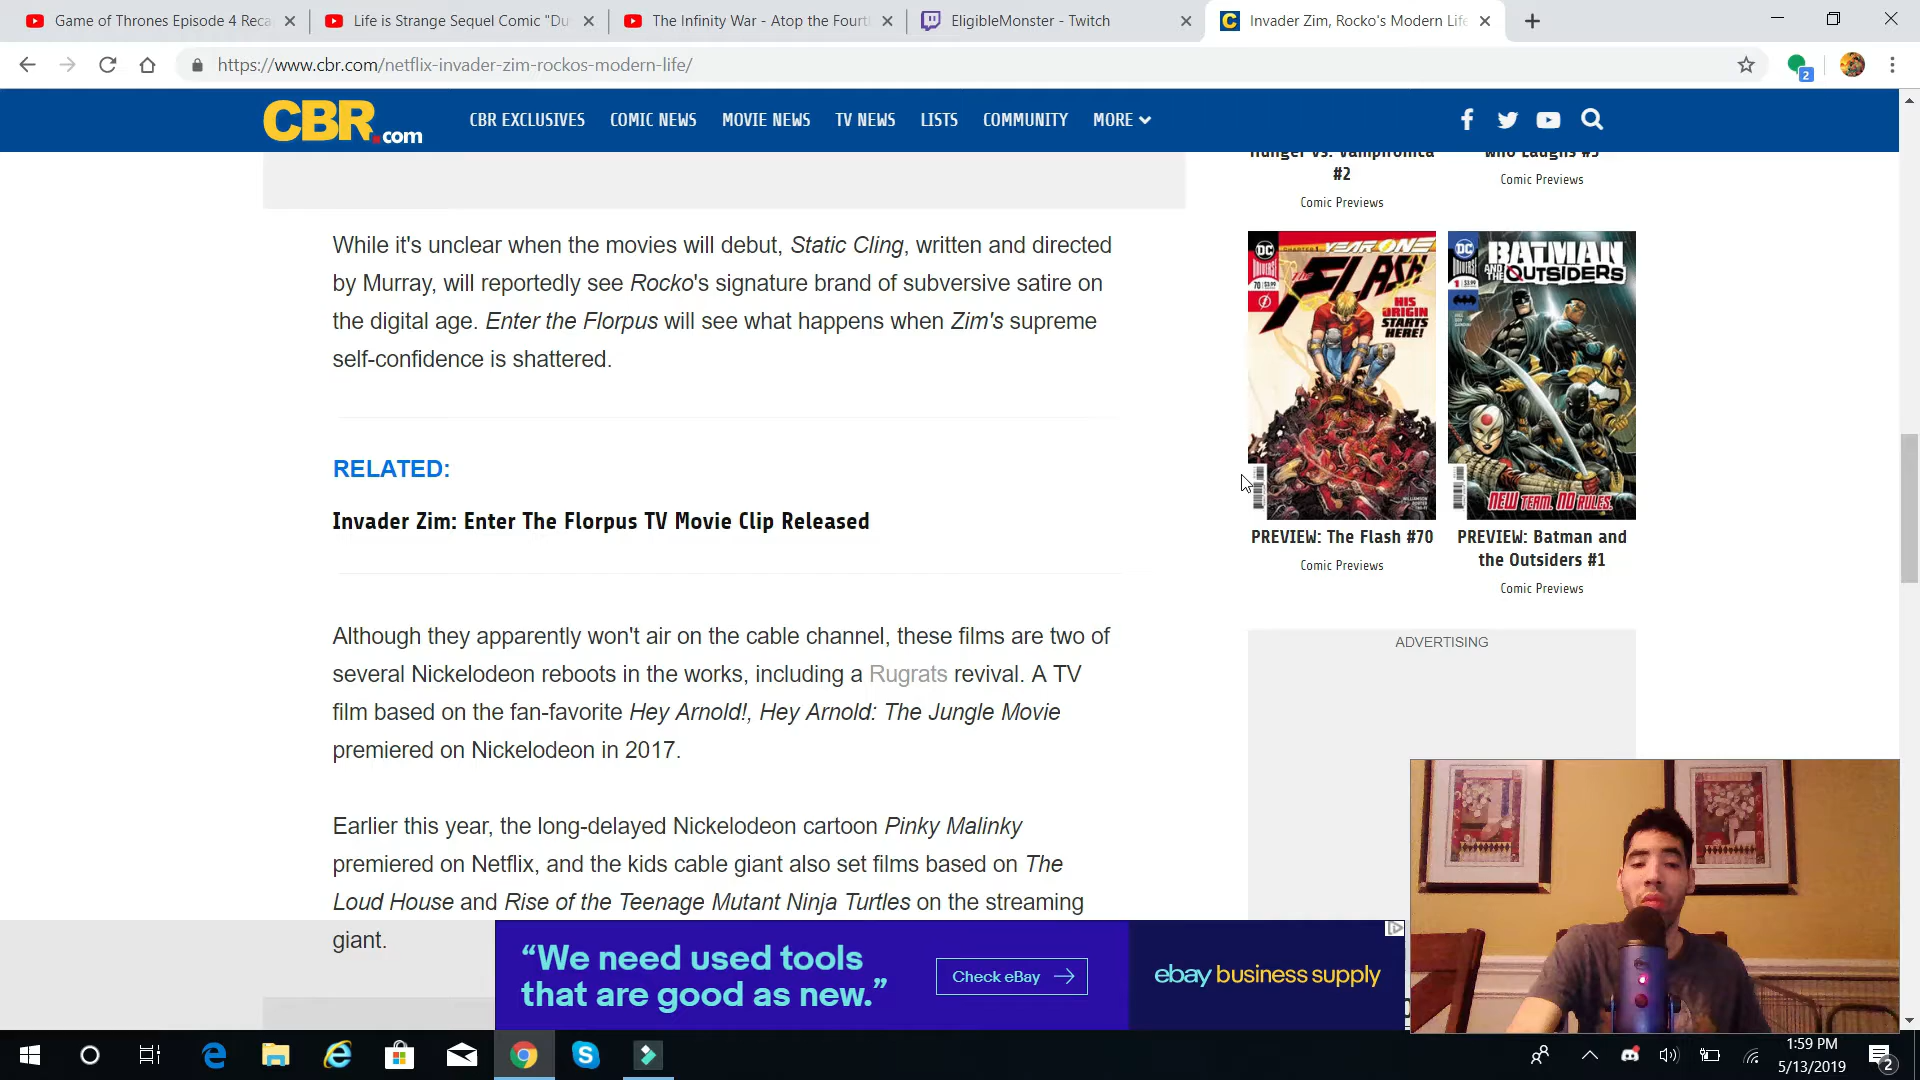 Game of Thrones Episode 4 Reca
Life is Strange Sequel Comic "Du
The Infinity War - Atop the Fourt
EligibleMonster - Twitch
Invader Zim, Rocko's Modern Life
https://www.cbr.com/netflix-invader-zim-rockos-modern-life/
2
CBR.com
CBR EXCLUSIVES
COMIC NEWS
MOVIE NEWS
TV NEWS
LISTS
COMMUNITY
MORE
Hunger vs. Vampironica
#2
Comic Previews
Who Laughs #5
Comic Previews
While it's unclear when the movies will debut, Static Cling, written and directed
by Murray, will reportedly see Rocko's signature brand of subversive satire on
the digital age. Enter the Florpus will see what happens when Zim's supreme
self-confidence is shattered.
RELATED:
Invader Zim: Enter The Florpus TV Movie Clip Released
Although they apparently won't air on the cable channel, these films are two of
several Nickelodeon reboots in the works, including a Rugrats revival. A TV
film based on the fan-favorite Hey Arnold!, Hey Arnold: The Jungle Movie
premiered on Nickelodeon in 2017.
Earlier this year, the long-delayed Nickelodeon cartoon Pinky Malinky
premiered on Netflix, and the kids cable giant also set films based on The
Loud House and Rise of the Teenage Mutant Ninja Turtles on the streaming
giant.
DC
YEAR ONE
THE FLASH
70
HIS
ORIGIN
STARTS
HERE!
PREVIEW: The Flash #70
Comic Previews
DC
BATMAN
AND THE OUTSIDERS
1
NEW TEAM. NO RULES.
PREVIEW: Batman and
the Outsiders #1
Comic Previews
ADVERTISING
“We need used tools
that are good as new.”
Check eBay
ebay business supply
1:59 PM
5/13/2019
2